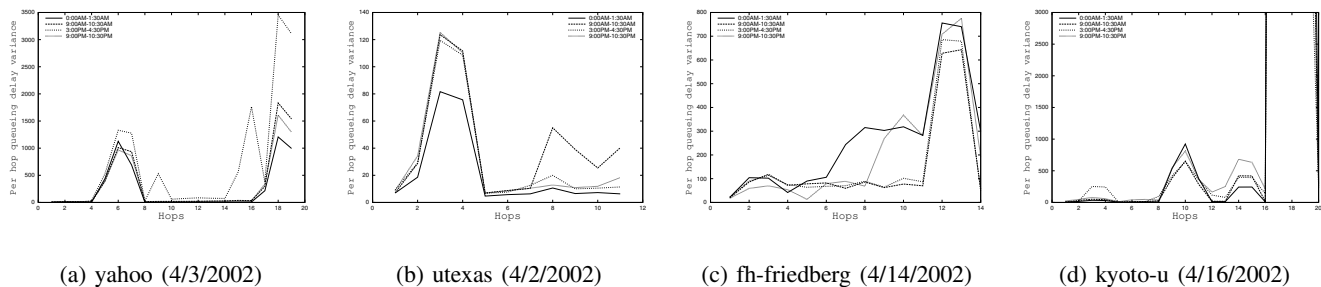 Per hop queueing delay variance
3500
3000
2500
2000
1500
1000
500
0
0:00AM-1:30AM
9:00AM-10:30AM
3:00PM-4:30PM
9:00PM-10:30PM
0 2 4 6 8 10 12 14 16 18 20
Hops
(a) yahoo (4/3/2002)
Per hop queueing delay variance
140
120
100
80
60
40
20
0
0:00AM-1:30AM
9:00AM-10:30AM
3:00PM-4:30PM
9:00PM-10:30PM
0 2 4 6 8 10 12
Hops
(b) utexas (4/2/2002)
Per hop queueing delay variance
800
700
600
500
400
300
200
100
0
0:00AM-1:30AM
9:00AM-10:30AM
3:00PM-4:30PM
9:00PM-10:30PM
0 2 4 6 8 10 12 14
Hops
(c) fh-friedberg (4/14/2002)
Per hop queueing delay variance
3000
2500
2000
1500
1000
500
0
0:00AM-1:30AM
9:00AM-10:30AM
3:00PM-4:30PM
9:00PM-10:30PM
0 2 4 6 8 10 12 14 16 18 20
Hops
(d) kyoto-u (4/16/2002)